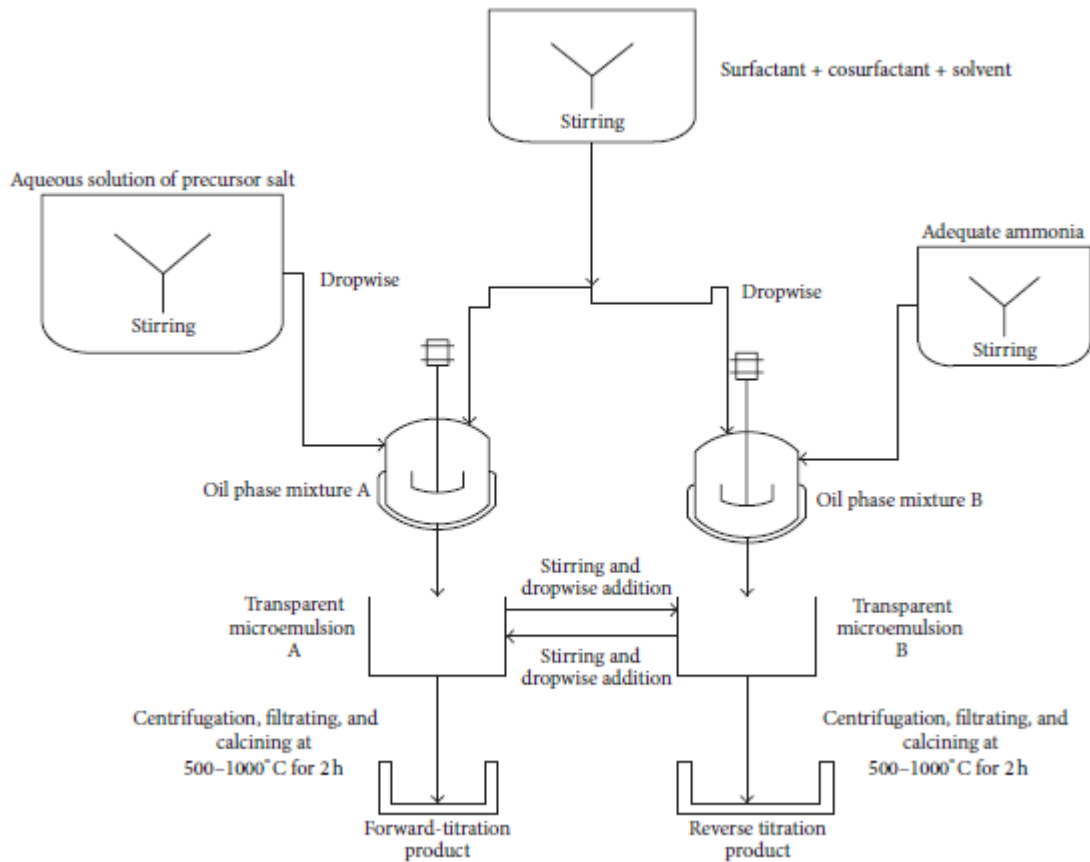 Surfactant + cosurfactant + solvent
Stirring
Aqueous solution of precursor salt
Dropwise
Stirring
Adequate ammonia
Dropwise
Stirring
Oil phase mixture A
Oil phase mixture B
Stirring and
dropwise addition
Transparent
microemulsion
A
Transparent
microemulsion
B
Stirring and
dropwise addition
Centrifugation, filtrating, and
calcining at
500–1000°C for 2 h
Centrifugation, filtrating, and
calcining at
500–1000°C for 2 h
Forward-titration
product
Reverse titration
product